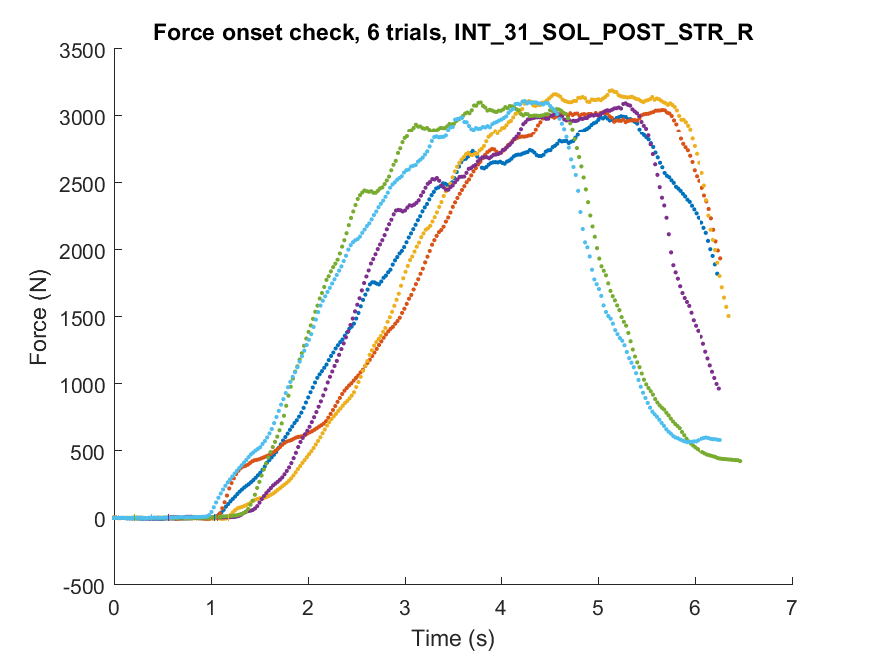 Force onset check, 6 trials, INT_31_SOL_POST_STR_R
3500
3000
2500
2000
1500
1000
500
0
-500
Force (N)
0 1 2 3 4 5 6 7
Time (s)